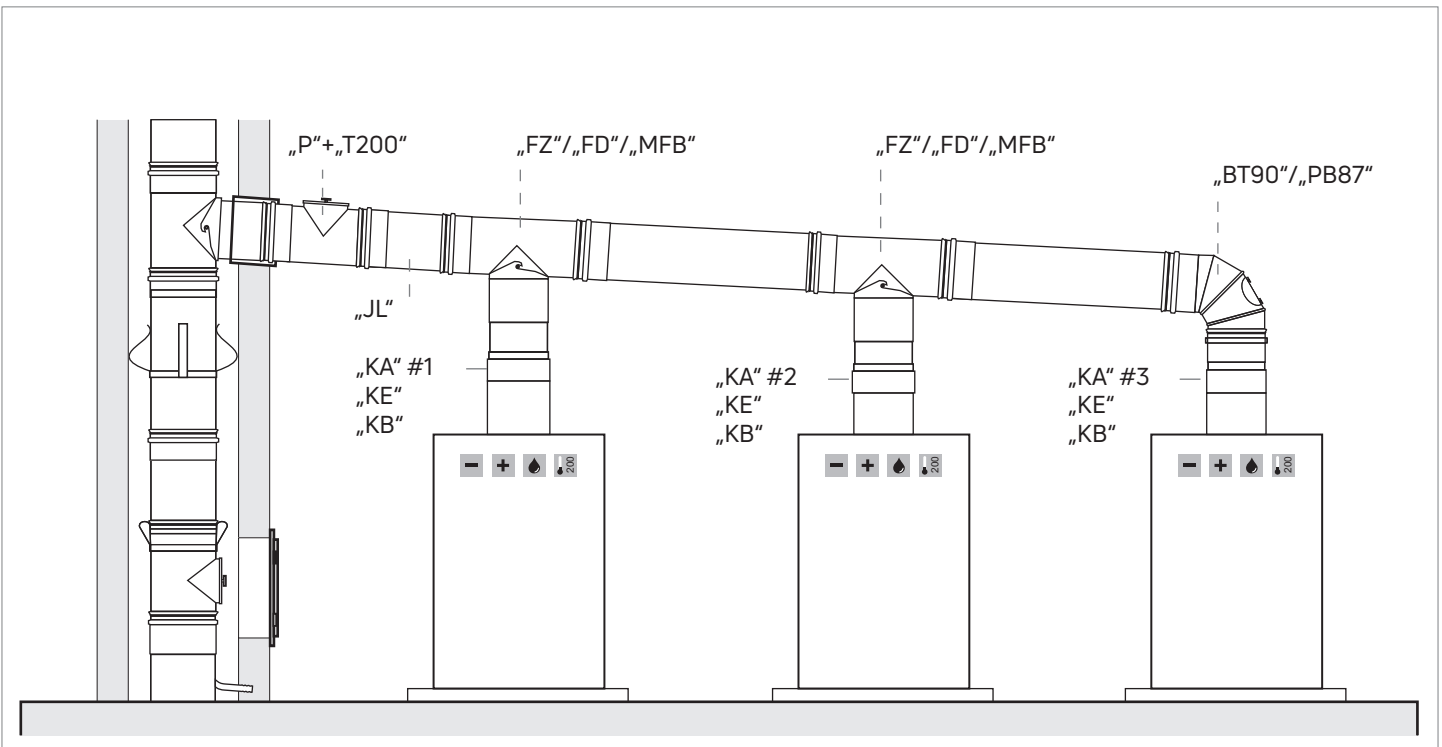 „P“+„T200“
„FZ“/„FD“/„MFB“
„FZ“/„FD“/„MFB“
„BT90“/„PB87“
„JL“
„KA“ #1
„KE“
„KB“
„KA“ #2
„KE“
„KB“
„KA“ #3
„KE“
„KB“
− + 200
− + 200
− + 200